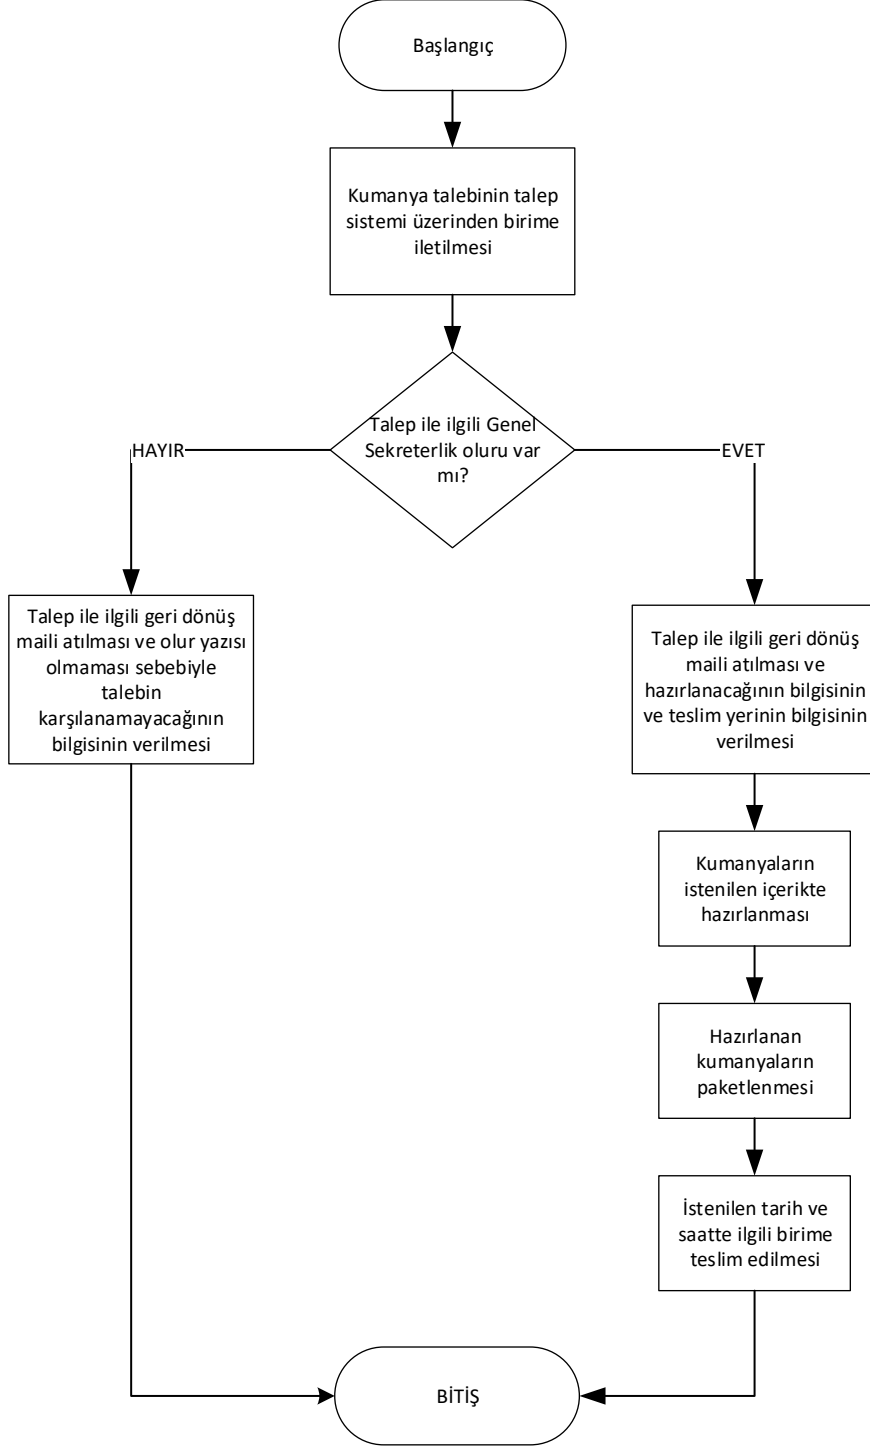 Başlangıç
Kumanya talebinin talep
sistemi üzerinden birime
iletilmesi
Talep ile ilgili Genel
Sekreterlik oluru var
mı?
HAYIR
EVET
Talep ile ilgili geri dönüş
maili atılması ve olur yazısı
olmaması sebebiyle
talebin
karşılanamayacağının
bilgisinin verilmesi
Talep ile ilgili geri dönüş
maili atılması ve
hazırlanacağının bilgisinin
ve teslim yerinin bilgisinin
verilmesi
Kumanyaların
istenilen içerikte
hazırlanması
Hazırlanan
kumanyaların
paketlenmesi
İstenilen tarih ve
saatte ilgili birime
teslim edilmesi
BİTİŞ